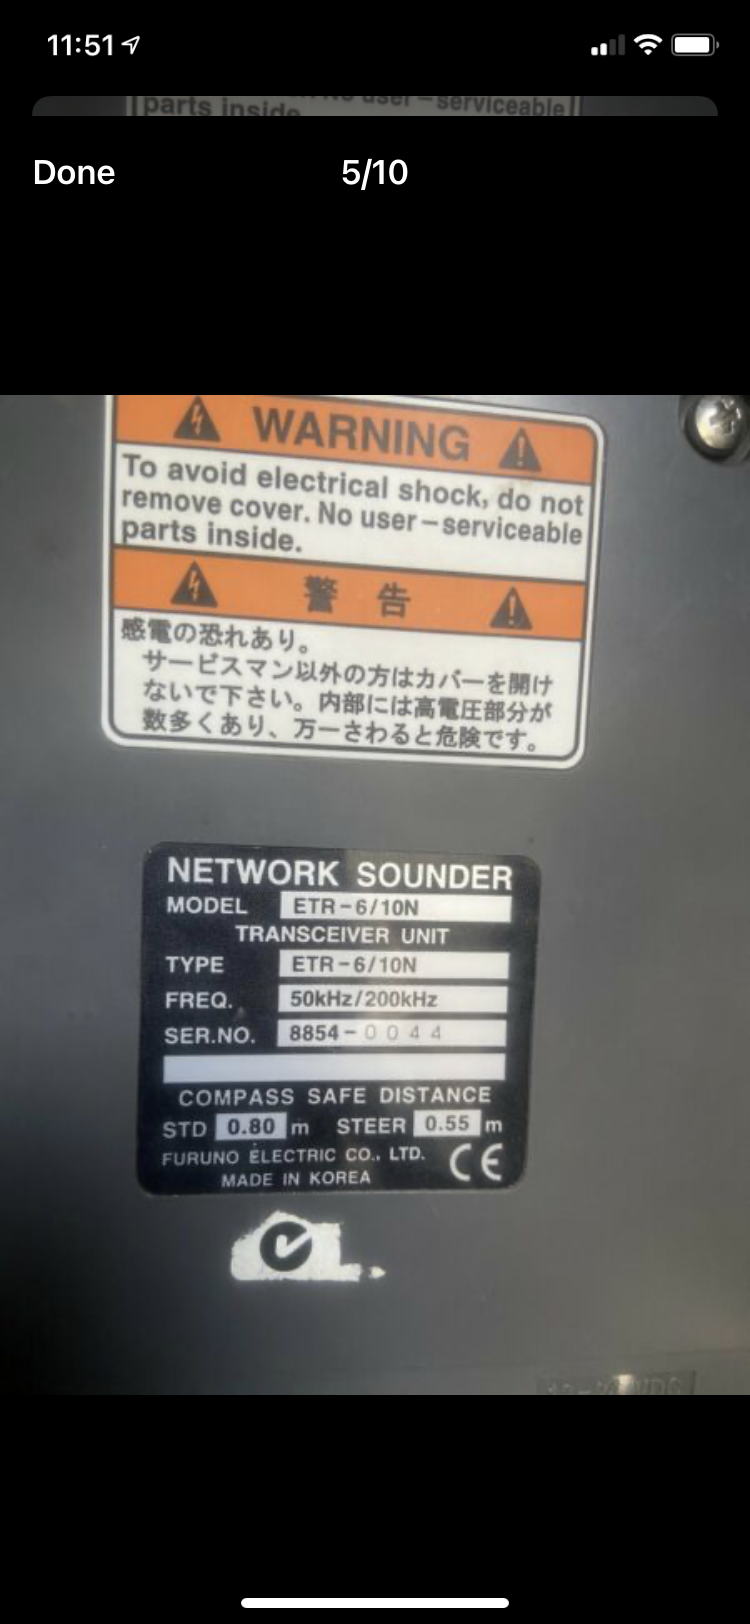 11:51
parts inside.
No user-serviceable
Done
5/10
WARNING
To avoid electrical shock, do not
remove cover. No user-serviceable
parts inside.
警 告
感電の恐れあり。
サービスマン以外の方はカバーを開け
ないで下さい。内部には高電圧部分が
数多くあり、万一さわると危険です。
NETWORK SOUNDER
MODEL ETR-6/10N
TRANSCEIVER UNIT
TYPE ETR-6/10N
FREQ. 50kHz/200kHz
SER.NO. 8854-0044
COMPASS SAFE DISTANCE
STD 0.80 m STEER 0.55 m
FURUNO ELECTRIC CO., LTD. CE
MADE IN KOREA